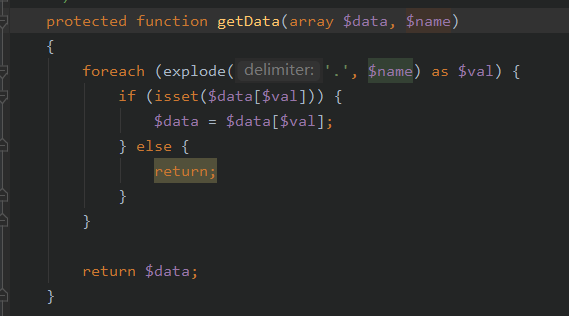 protected function getData(array $data, $name)
{
    foreach (explode( delimiter: '.', $name) as $val) {
        if (isset($data[$val])) {
            $data = $data[$val];
        } else {
            return;
        }
    }

    return $data;
}